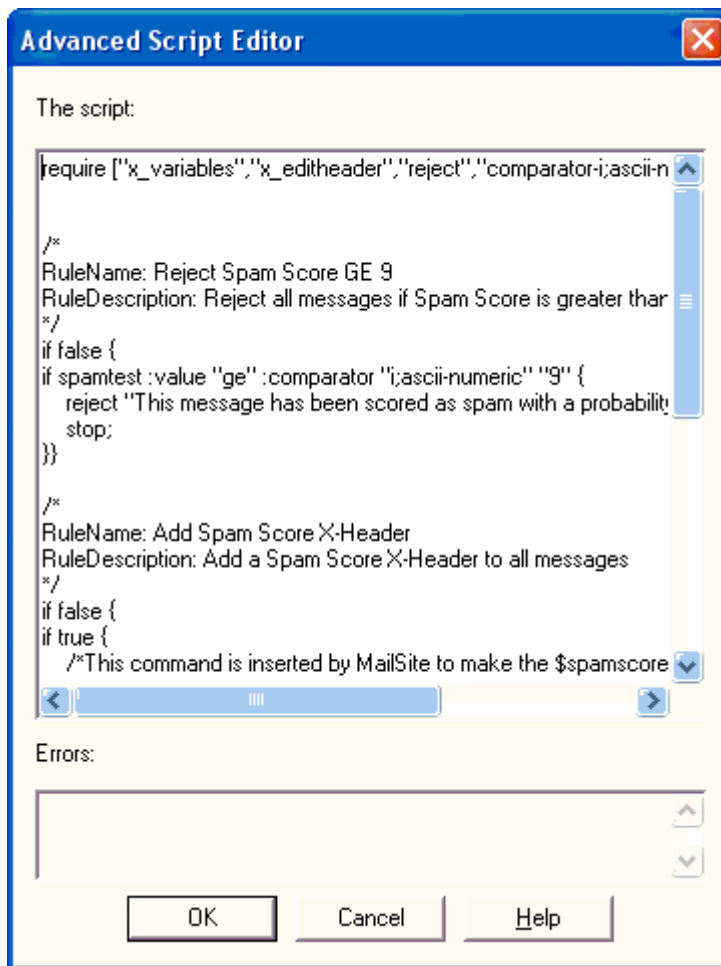 Advanced Script Editor
The script:
require ["x_variables","x_editheader","reject","comparator-i;ascii-n
/*
RuleName: Reject Spam Score GE 9
RuleDescription: Reject all messages if Spam Score is greater than
*/
if false {
if spamtest :value "ge" :comparator "i;ascii-numeric" "9" {
reject "This message has been scored as spam with a probability
stop;
}}
/*
RuleName: Add Spam Score X-Header
RuleDescription: Add a Spam Score X-Header to all messages
*/
if false {
if true {
/*This command is inserted by MailSite to make the $spamscore
Errors:
OK Cancel Help